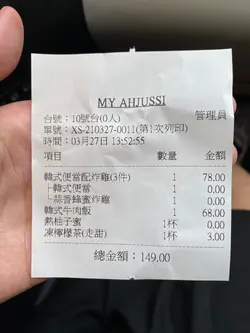 MY AHJUSSI
台號：10號台(0人) 管理員
單號：XS-210327-0011(第1次列印)
時間：03月27日 13:52:55
項目 數量 金額
韓式便當配炸雞(3件) 1 78.00
├韓式便當 1 0.00
└蒜香蜂蜜炸雞 1 0.00
韓式牛肉飯 1 68.00
熱柚子蜜 1杯 0.00
凍檸檬茶(走甜) 1杯 3.00
總金額：149.00